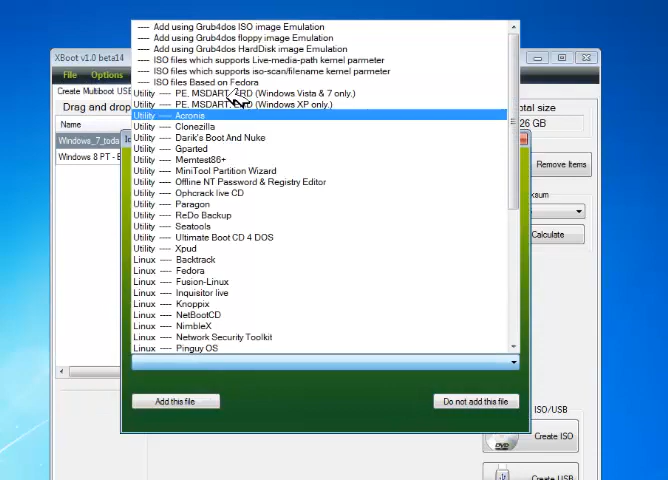 ---- Add using Grub4dos ISO image Emulation
---- Add using Grub4dos floppy image Emulation
---- Add using Grub4dos HardDisk image Emulation
XBoot v1.0 beta14
---- ISO files which supports Live-media-path kernel parmeter
File Options
---- ISO files which supports iso-scan/filename kernel parmeter
---- ISO files Based on Fedora
Create Multiboot USB
Utility ---- PE, MSDART, (Windows Vista & 7 only.)
Utility ---- PE, MSDART, (Windows XP only.)
Drag and drop
Utility ---- Acronis
Name
26 GB
Utility ---- Clonezilla
Windows_7_toda
Utility ---- Darik's Boot And Nuke
Utility ---- Gparted
Windows 8 PT - E
Utility ---- Memtest86+
Remove Items
Utility ---- MiniTool Partition Wizard
Utility ---- Offline NT Password & Registry Editor
Utility ---- Ophcrack live CD
Utility ---- Paragon
Utility ---- ReDo Backup
Utility ---- Seatools
Calculate
Utility ---- Ultimate Boot CD 4 DOS
Utility ---- Xpud
Linux ---- Backtrack
Linux ---- Fedora
Linux ---- Fusion-Linux
Linux ---- Inquisitor live
Linux ---- Knoppix
Linux ---- NetBootCD
Linux ---- NimbleX
Linux ---- Network Security Toolkit
Linux ---- Pinguy OS
Add this file
Do not add this file
ISO/USB
DVD
Create ISO
Create USB